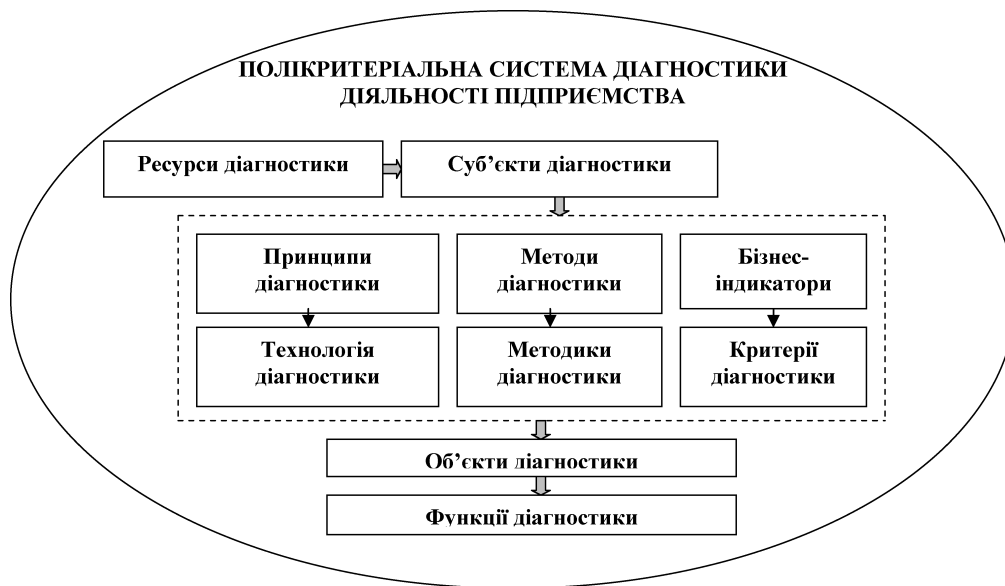 ПОЛІКРИТЕРІАЛЬНА СИСТЕМА ДІАГНОСТИКИ
ДІЯЛЬНОСТІ ПІДПРИЄМСТВА
Ресурси діагностики
Суб’єкти діагностики
Принципи
діагностики
Методи
діагностики
Бізнес-
індикатори
Технологія
діагностики
Методики
діагностики
Критерії
діагностики
Об’єкти діагностики
Функції діагностики